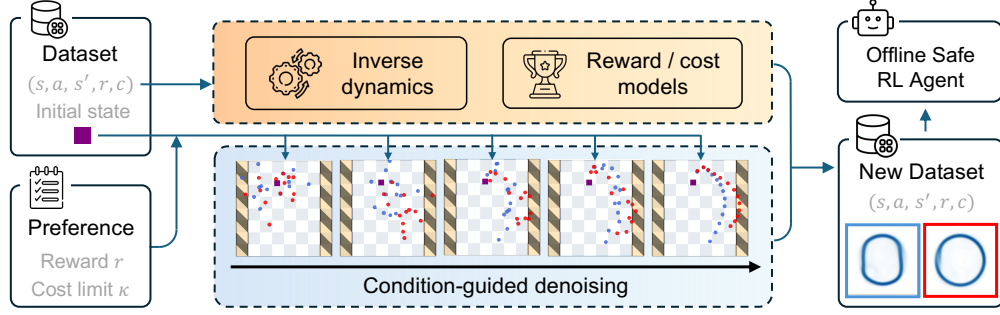 Dataset
(s, a, s′, r, c)
Initial state
Preference
Reward r
Cost limit κ
Inverse
dynamics
Reward / cost
models
Condition-guided denoising
Offline Safe
RL Agent
New Dataset
(s, a, s′, r, c)